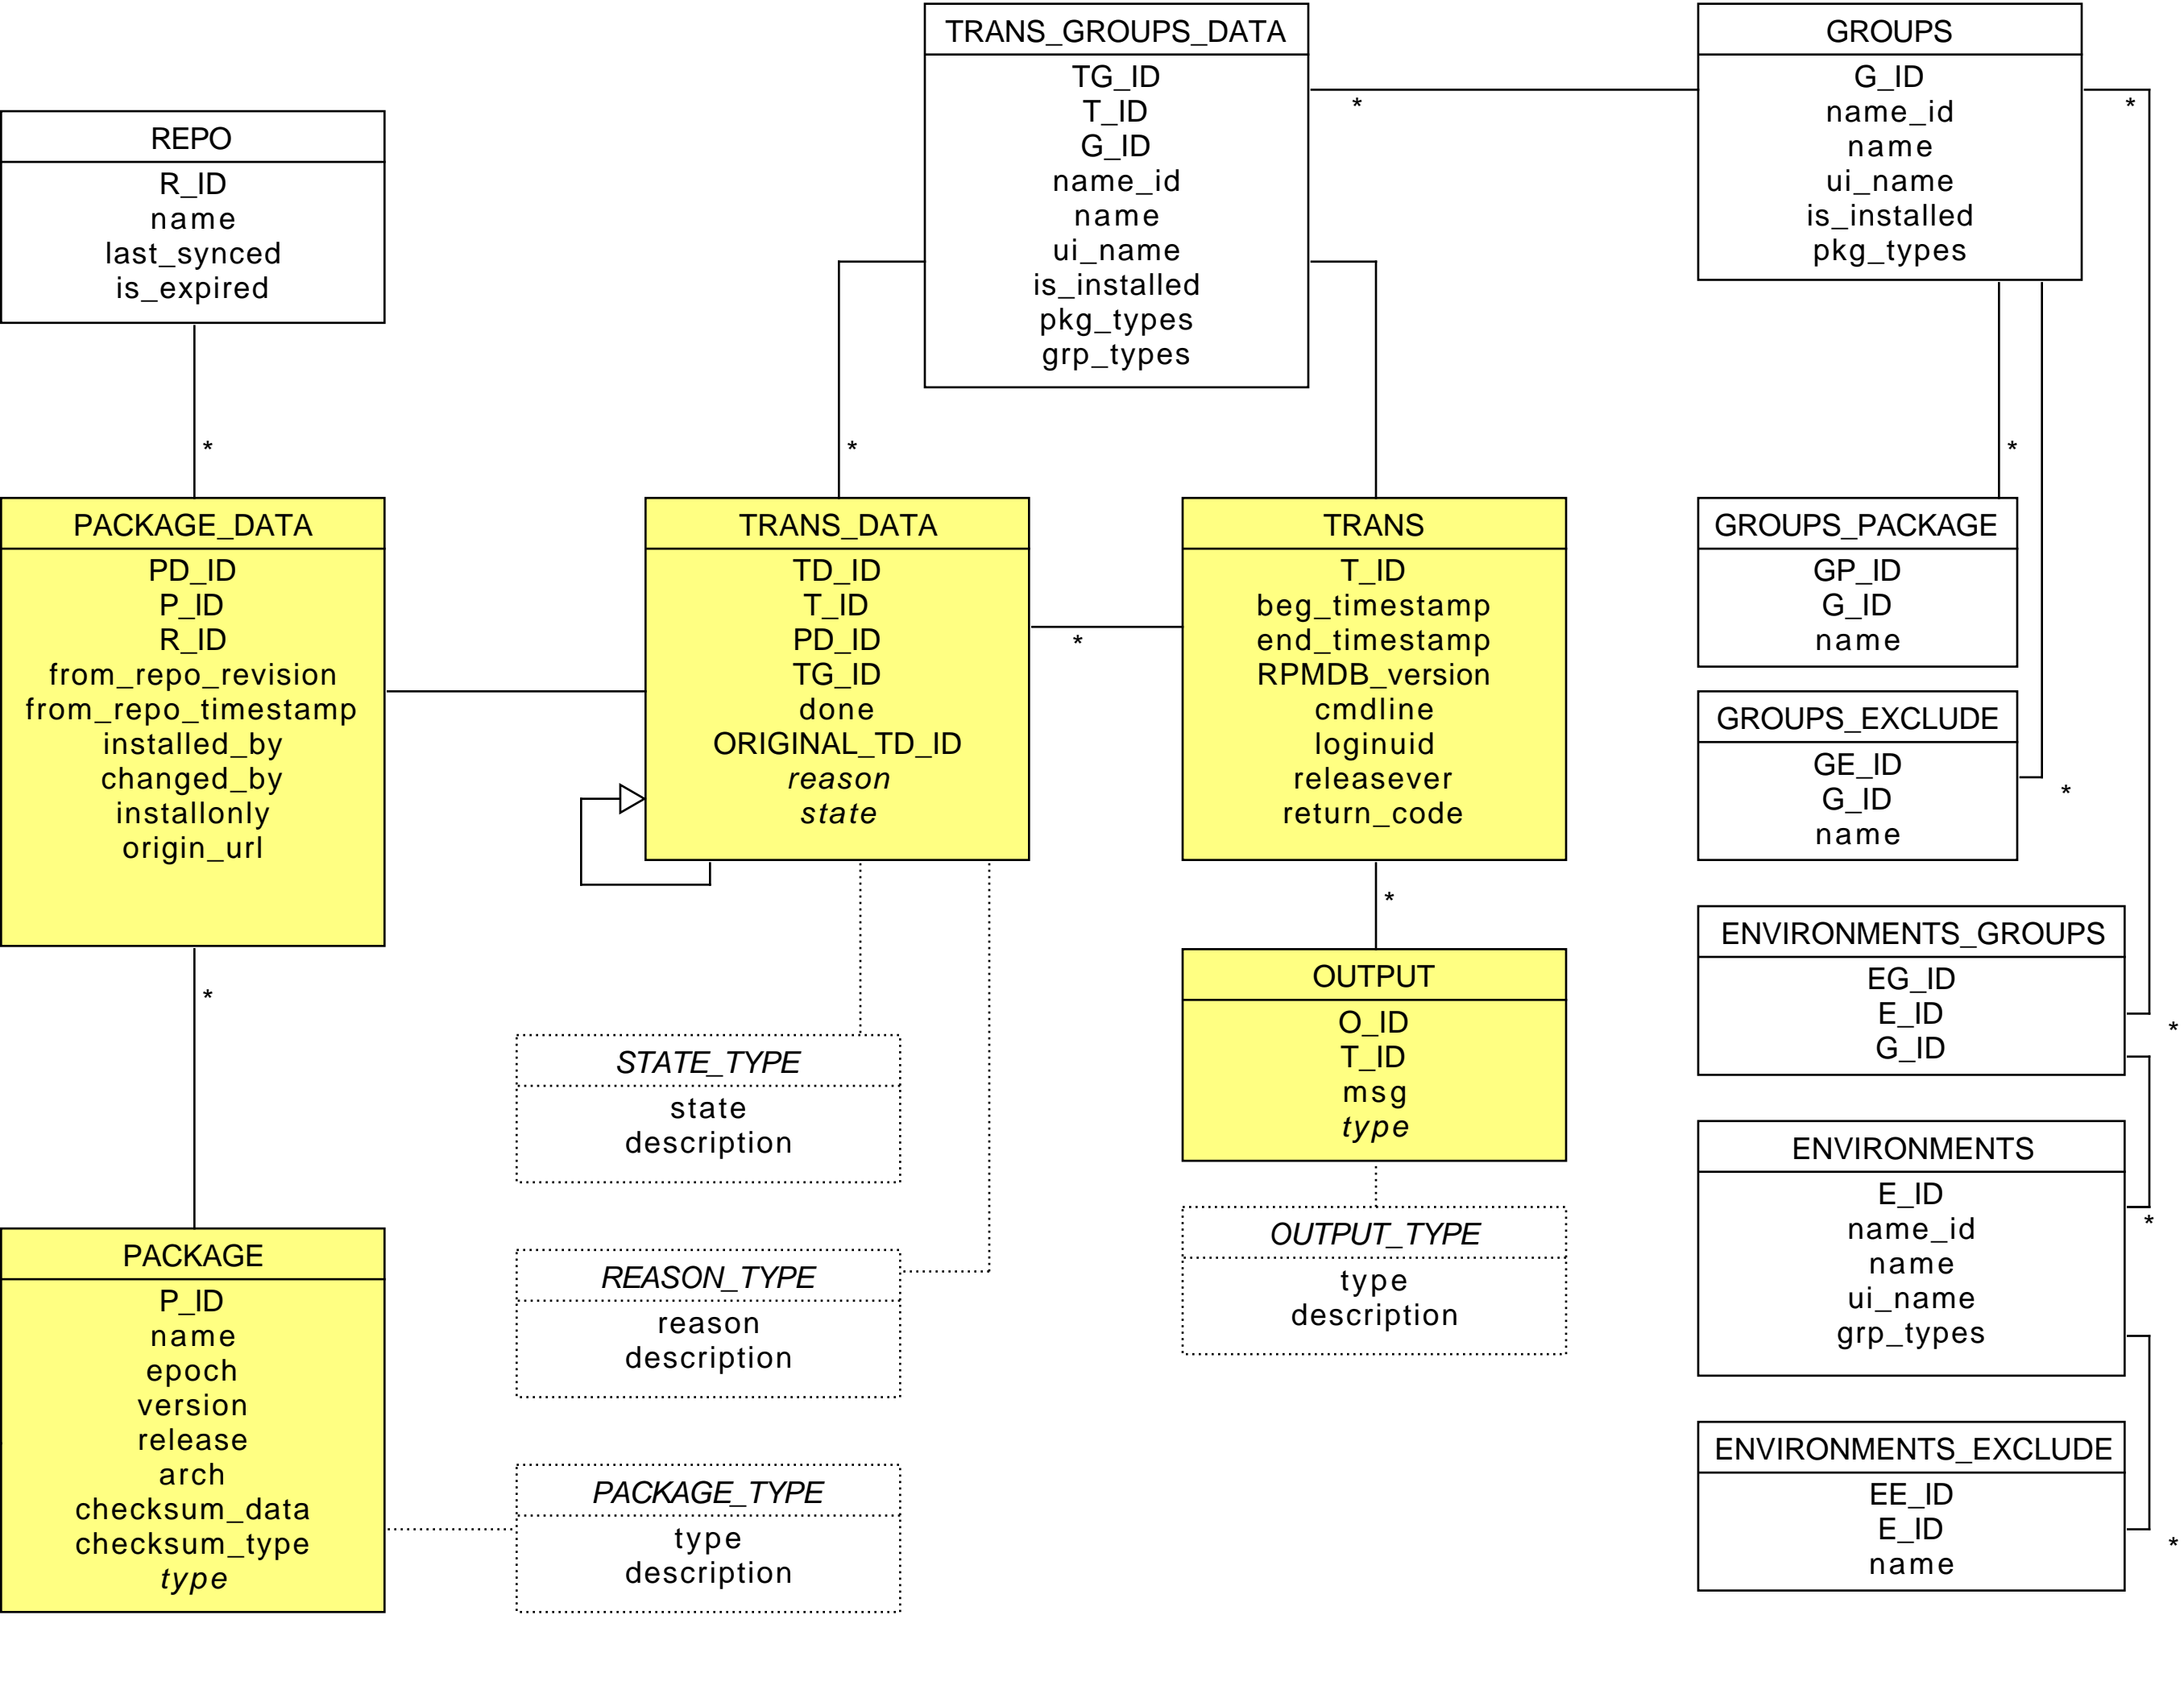 TRANS_GROUPS_DATA
TG_ID
T_ID
G_ID
name_id
name
ui_name
is_installed
pkg_types
grp_types
*
GROUPS
G_ID
name_id
name
ui_name
is_installed
pkg_types
*
REPO
R_ID
name
last_synced
is_expired
*
*
*
PACKAGE_DATA
PD_ID
P_ID
R_ID
from_repo_revision
from_repo_timestamp
installed_by
changed_by
installonly
origin_url
*
TRANS_DATA
TD_ID
T_ID
PD_ID
TG_ID
done
ORIGINAL_TD_ID
reason
state
*
TRANS
T_ID
beg_timestamp
end_timestamp
RPMDB_version
cmdline
loginuid
releasever
return_code
*
GROUPS_PACKAGE
GP_ID
G_ID
name
GROUPS_EXCLUDE
GE_ID
G_ID
name
*
ENVIRONMENTS_GROUPS
EG_ID
E_ID
G_ID
*
OUTPUT
O_ID
T_ID
msg
type
STATE_TYPE
state
description
ENVIRONMENTS
E_ID
name_id
name
ui_name
grp_types
*
OUTPUT_TYPE
type
description
PACKAGE
P_ID
name
epoch
version
release
arch
checksum_data
checksum_type
type
REASON_TYPE
reason
description
PACKAGE_TYPE
type
description
ENVIRONMENTS_EXCLUDE
EE_ID
E_ID
name
*